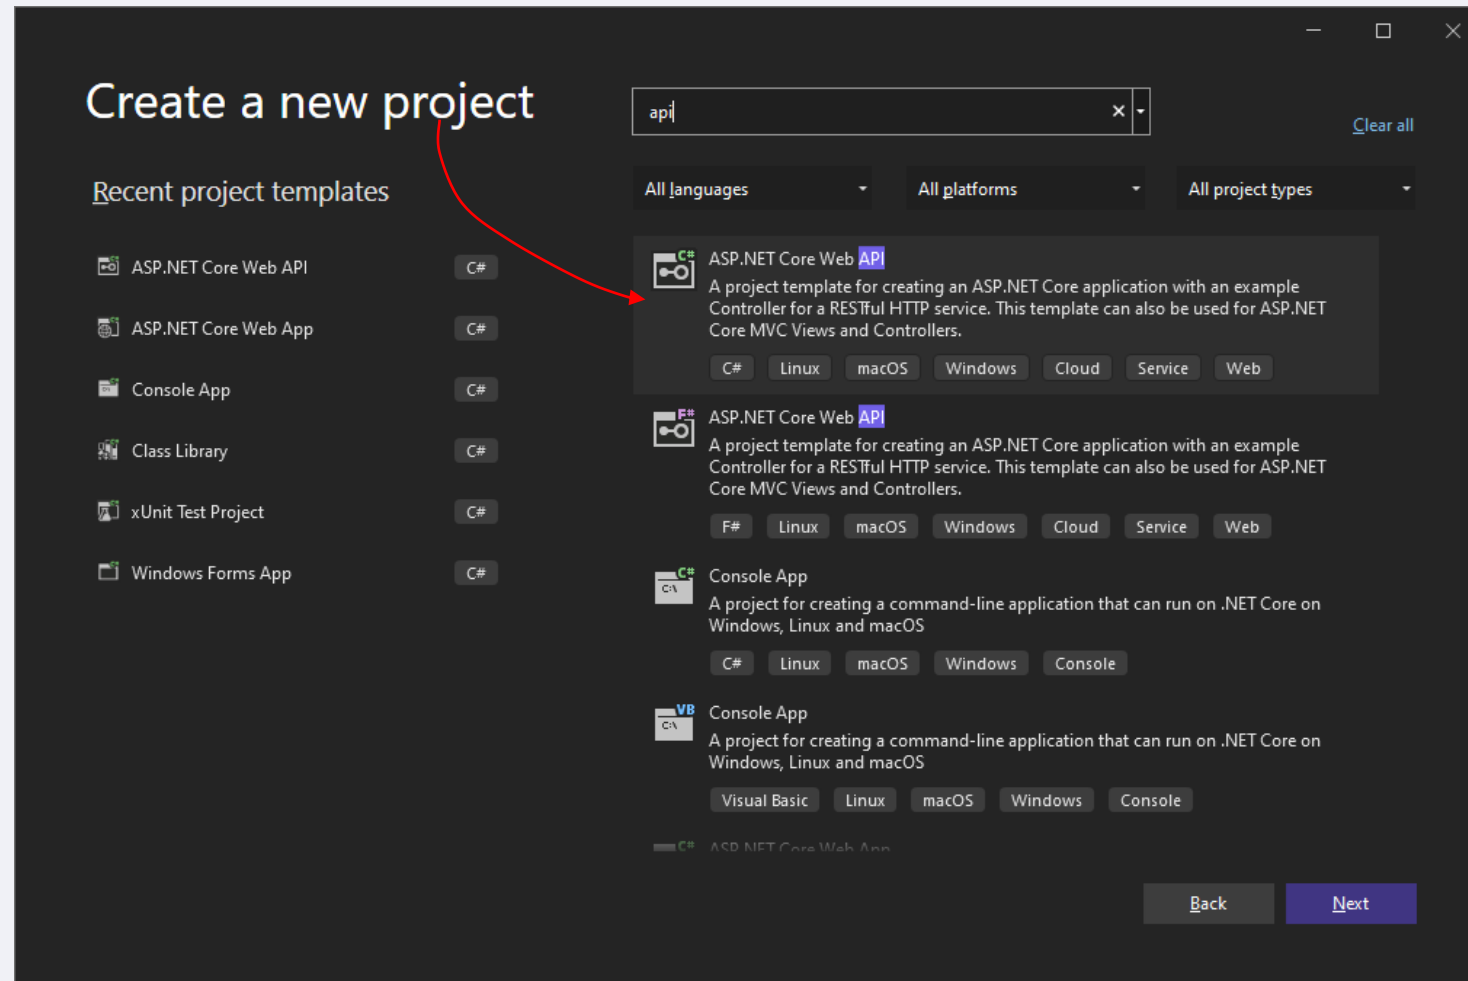 Create a new project
api
Clear all
Recent project templates
All languages
All platforms
All project types
ASP.NET Core Web API
C#
ASP.NET Core Web App
C#
Console App
C#
Class Library
C#
xUnit Test Project
C#
Windows Forms App
C#
C#
ASP.NET Core Web API
A project template for creating an ASP.NET Core application with an example
Controller for a RESTful HTTP service. This template can also be used for ASP.NET
Core MVC Views and Controllers.
C# Linux macOS Windows Cloud Service Web
F#
ASP.NET Core Web API
A project template for creating an ASP.NET Core application with an example
Controller for a RESTful HTTP service. This template can also be used for ASP.NET
Core MVC Views and Controllers.
F# Linux macOS Windows Cloud Service Web
C#
C:\
Console App
A project for creating a command-line application that can run on .NET Core on
Windows, Linux and macOS
C# Linux macOS Windows Console
VB
C:\
Console App
A project for creating a command-line application that can run on .NET Core on
Windows, Linux and macOS
Visual Basic Linux macOS Windows Console
C#
ASP.NET Core Web App
Back
Next